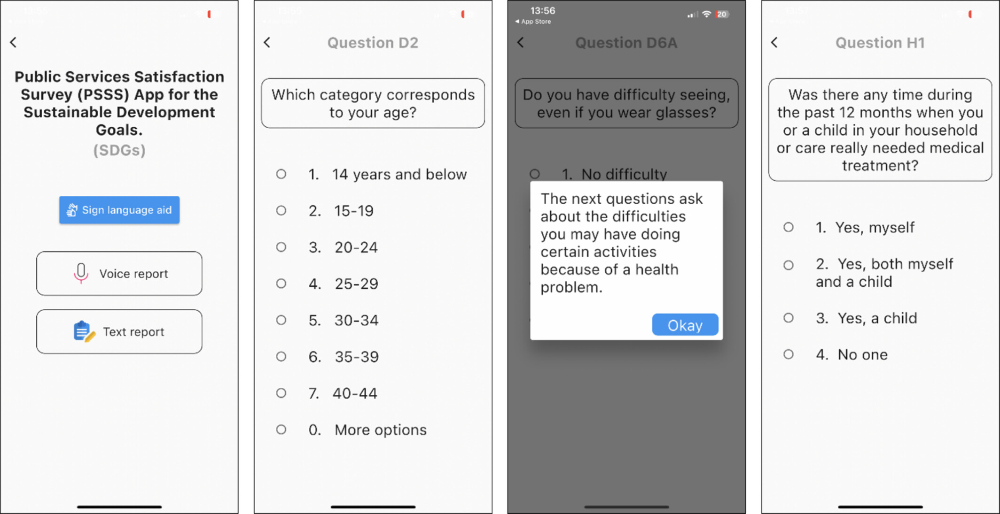 13:55
Public Services Satisfaction
Survey (PSSS) App for the
Sustainable Development
Goals.
(SDGs)
Sign language aid
Voice report
Text report
13:55
Question D2
Which category corresponds
to your age?
1. 14 years and below
2. 15-19
3. 20-24
4. 25-29
5. 30-34
6. 35-39
7. 40-44
0. More options
13:56
20
◀ App Store
Question D6A
Do you have difficulty seeing,
even if you wear glasses?
1. No difficulty
The next questions ask
about the difficulties
you may have doing
certain activities
because of a health
problem.
Okay
Question H1
Was there any time during
the past 12 months when you
or a child in your household
or care really needed medical
treatment?
1. Yes, myself
2. Yes, both myself
and a child
3. Yes, a child
4. No one